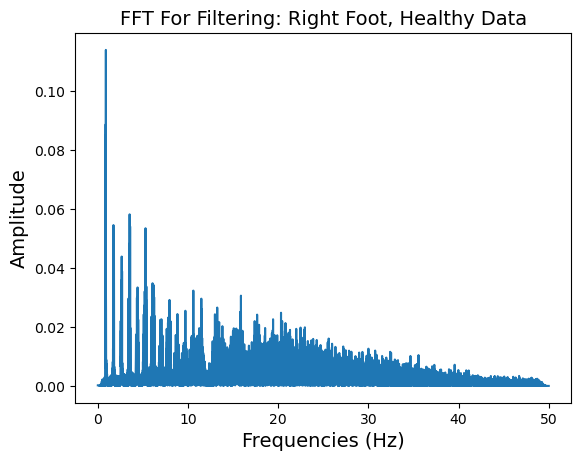 FFT For Filtering: Right Foot, Healthy Data
0.10
0.08
0.06
0.04
0.02
0.00
Amplitude
0 10 20 30 40 50
Frequencies (Hz)